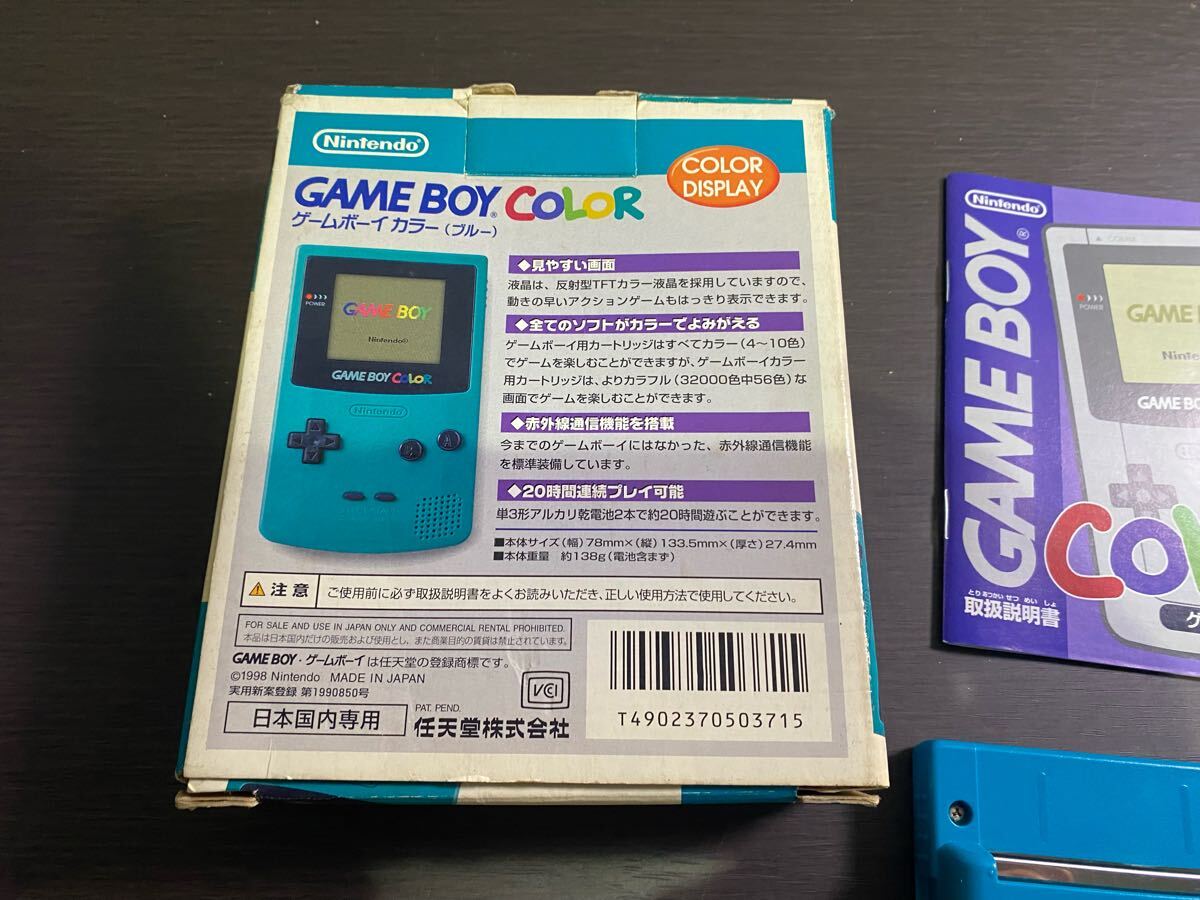 Nintendo®
COLOR
DISPLAY
GAME BOY® COLOR
ゲームボーイ カラー（ブルー）
POWER
GAME BOY
Nintendo®
GAME BOY COLOR
Nintendo
A
◆見やすい画面
液晶は、反射型TFTカラー液晶を採用していますので、
動きの早いアクションゲームもはっきり表示できます。
◆全てのソフトがカラーでよみがえる
ゲームボーイ用カートリッジはすべてカラー（4〜10色）
でゲームを楽しむことができますが、ゲームボーイカラー
用カートリッジは、よりカラフル（32000色中56色）な
画面でゲームを楽しむことができます。
◆赤外線通信機能を搭載
今までのゲームボーイにはなかった、赤外線通信機能
を標準装備しています。
◆20時間連続プレイ可能
単3形アルカリ乾電池2本で約20時間遊ぶことができます。
■本体サイズ（幅）78mm×（縦）133.5mm×（厚さ）27.4mm
■本体重量 約138g（電池含まず）
注意
ご使用前に必ず取扱説明書をよくお読みいただき、正しい使用方法で使用してください。
FOR SALE AND USE IN JAPAN ONLY AND COMMERCIAL RENTAL PROHIBITED.
本品は日本国内だけの販売および使用とし、また商業目的の賃貸は禁止されています。
GAME BOY・ゲームボーイは任天堂の登録商標です。
©1998 Nintendo MADE IN JAPAN
実用新案登録 第1990850号
日本国内専用
PAT. PEND.
任天堂株式会社
VCI
T4902370503715
Nintendo®
GAME BOY®
▲ COMM.
POWER
GAME
Ninte
GAME BO
とりあつかいせつめいしょ
取扱説明書